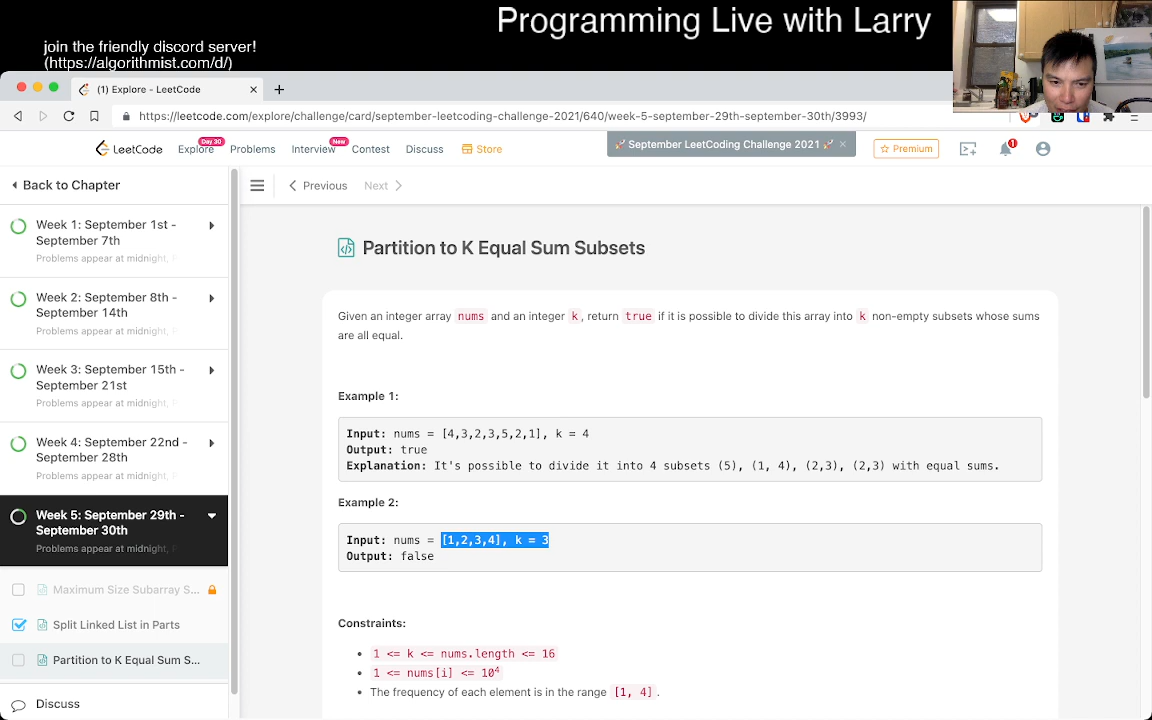 Programming Live with Larry
join the friendly discord server!
(https://algorithmist.com/d/)
(1) Explore - LeetCode
https://leetcode.com/explore/challenge/card/september-leetcoding-challenge-2021/640/week-5-september-29th-september-30th/3993/
LeetCode
Explore
Day 30
Problems
Interview
New
Contest
Discuss
Store
🚀 September LeetCoding Challenge 2021 🚀
Premium
1
Back to Chapter
Previous
Next
Week 1: September 1st -
September 7th
Problems appear at midnight,
Week 2: September 8th -
September 14th
Problems appear at midnight,
Week 3: September 15th -
September 21st
Problems appear at midnight,
Week 4: September 22nd -
September 28th
Problems appear at midnight,
Week 5: September 29th -
September 30th
Problems appear at midnight,
Maximum Size Subarray S...
Split Linked List in Parts
Partition to K Equal Sum S...
Discuss
Partition to K Equal Sum Subsets
Given an integer array nums and an integer k, return true if it is possible to divide this array into k non-empty subsets whose sums
are all equal.
Example 1:
Input: nums = [4,3,2,3,5,2,1], k = 4
Output: true
Explanation: It's possible to divide it into 4 subsets (5), (1, 4), (2,3), (2,3) with equal sums.
Example 2:
Input: nums = [1,2,3,4], k = 3
Output: false
Constraints:
1 <= k <= nums.length <= 16
1 <= nums[i] <= 10⁴
The frequency of each element is in the range [1, 4].